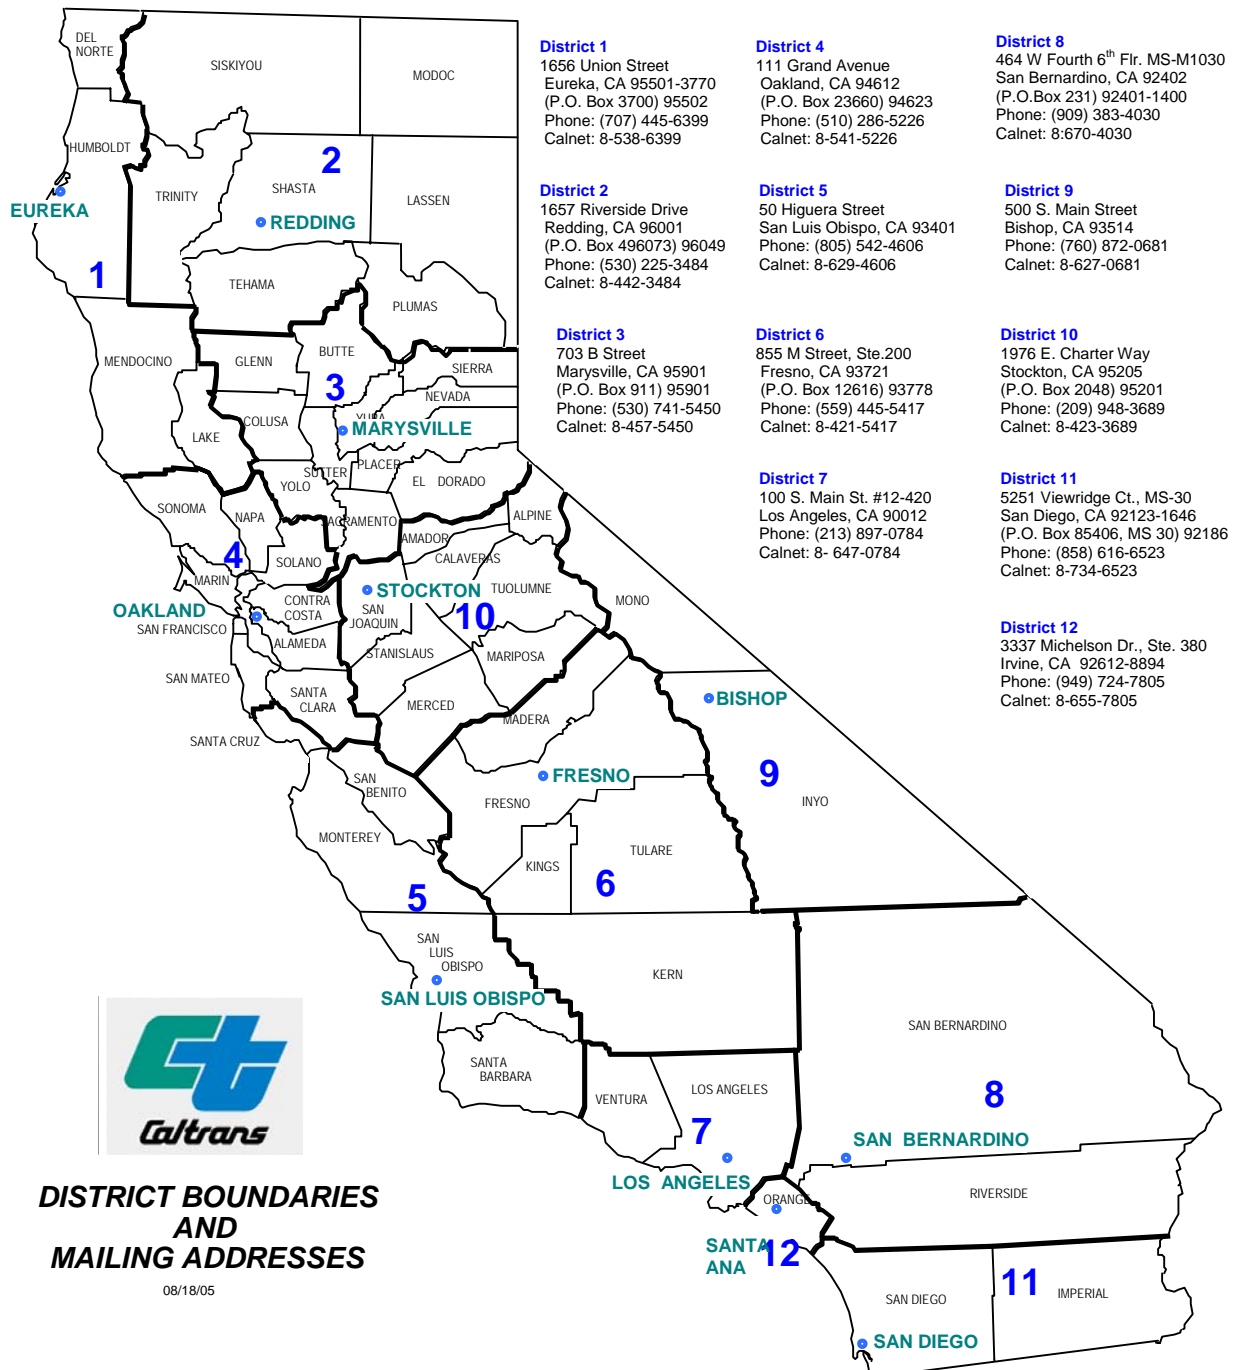 District 1
1656 Union Street
Eureka, CA 95501-3770
(P.O. Box 3700) 95502
Phone: (707) 445-6399
Calnet: 8-538-6399
District 4
111 Grand Avenue
Oakland, CA 94612
(P.O. Box 23660) 94623
Phone: (510) 286-5226
Calnet: 8-541-5226
District 8
464 W Fourth 6th Flr. MS-M1030
San Bernardino, CA 92402
(P.O.Box 231) 92401-1400
Phone: (909) 383-4030
Calnet: 8:670-4030
District 2
1657 Riverside Drive
Redding, CA 96001
(P.O. Box 496073) 96049
Phone: (530) 225-3484
Calnet: 8-442-3484
District 5
50 Higuera Street
San Luis Obispo, CA 93401
Phone: (805) 542-4606
Calnet: 8-629-4606
District 9
500 S. Main Street
Bishop, CA 93514
Phone: (760) 872-0681
Calnet: 8-627-0681
District 3
703 B Street
Marysville, CA 95901
(P.O. Box 911) 95901
Phone: (530) 741-5450
Calnet: 8-457-5450
District 6
855 M Street, Ste.200
Fresno, CA 93721
(P.O. Box 12616) 93778
Phone: (559) 445-5417
Calnet: 8-421-5417
District 10
1976 E. Charter Way
Stockton, CA 95205
(P.O. Box 2048) 95201
Phone: (209) 948-3689
Calnet: 8-423-3689
District 7
100 S. Main St. #12-420
Los Angeles, CA 90012
Phone: (213) 897-0784
Calnet: 8- 647-0784
District 11
5251 Viewridge Ct., MS-30
San Diego, CA 92123-1646
(P.O. Box 85406, MS 30) 92186
Phone: (858) 616-6523
Calnet: 8-734-6523
District 12
3337 Michelson Dr., Ste. 380
Irvine, CA 92612-8894
Phone: (949) 724-7805
Calnet: 8-655-7805
DEL
NORTE
SISKIYOU
MODOC
HUMBOLDT
2
TRINITY
SHASTA
LASSEN
EUREKA
REDDING
1
TEHAMA
PLUMAS
MENDOCINO
GLENN
BUTTE
SIERRA
3
NEVADA
YUBA
COLUSA
MARYSVILLE
LAKE
SUTTER
PLACER
YOLO
EL DORADO
SONOMA
NAPA
SACRAMENTO
ALPINE
AMADOR
4
SOLANO
CALAVERAS
MARIN
STOCKTON
TUOLUMNE
MONO
OAKLAND
CONTRA
COSTA
SAN
JOAQUIN
10
SAN FRANCISCO
ALAMEDA
STANISLAUS
MARIPOSA
SAN MATEO
SANTA
CLARA
MERCED
BISHOP
MADERA
SANTA CRUZ
SAN
BENITO
FRESNO
9
FRESNO
INYO
MONTEREY
KINGS
TULARE
5
6
SAN
LUIS
OBISPO
KERN
SAN LUIS OBISPO
SAN BERNARDINO
SANTA
BARBARA
VENTURA
LOS ANGELES
8
7
SAN BERNARDINO
LOS ANGELES
ORANGE
RIVERSIDE
SANTA
ANA
12
11
SAN DIEGO
IMPERIAL
SAN DIEGO
Ct
Caltrans
DISTRICT BOUNDARIES
AND
MAILING ADDRESSES
08/18/05